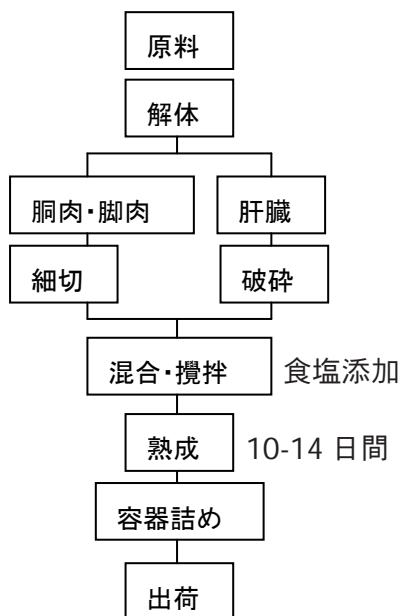 原料
解体
胴肉・脚肉 肝臓
細切 破砕
混合・攪拌 食塩添加
熟成 10-14 日間
容器詰め
出荷